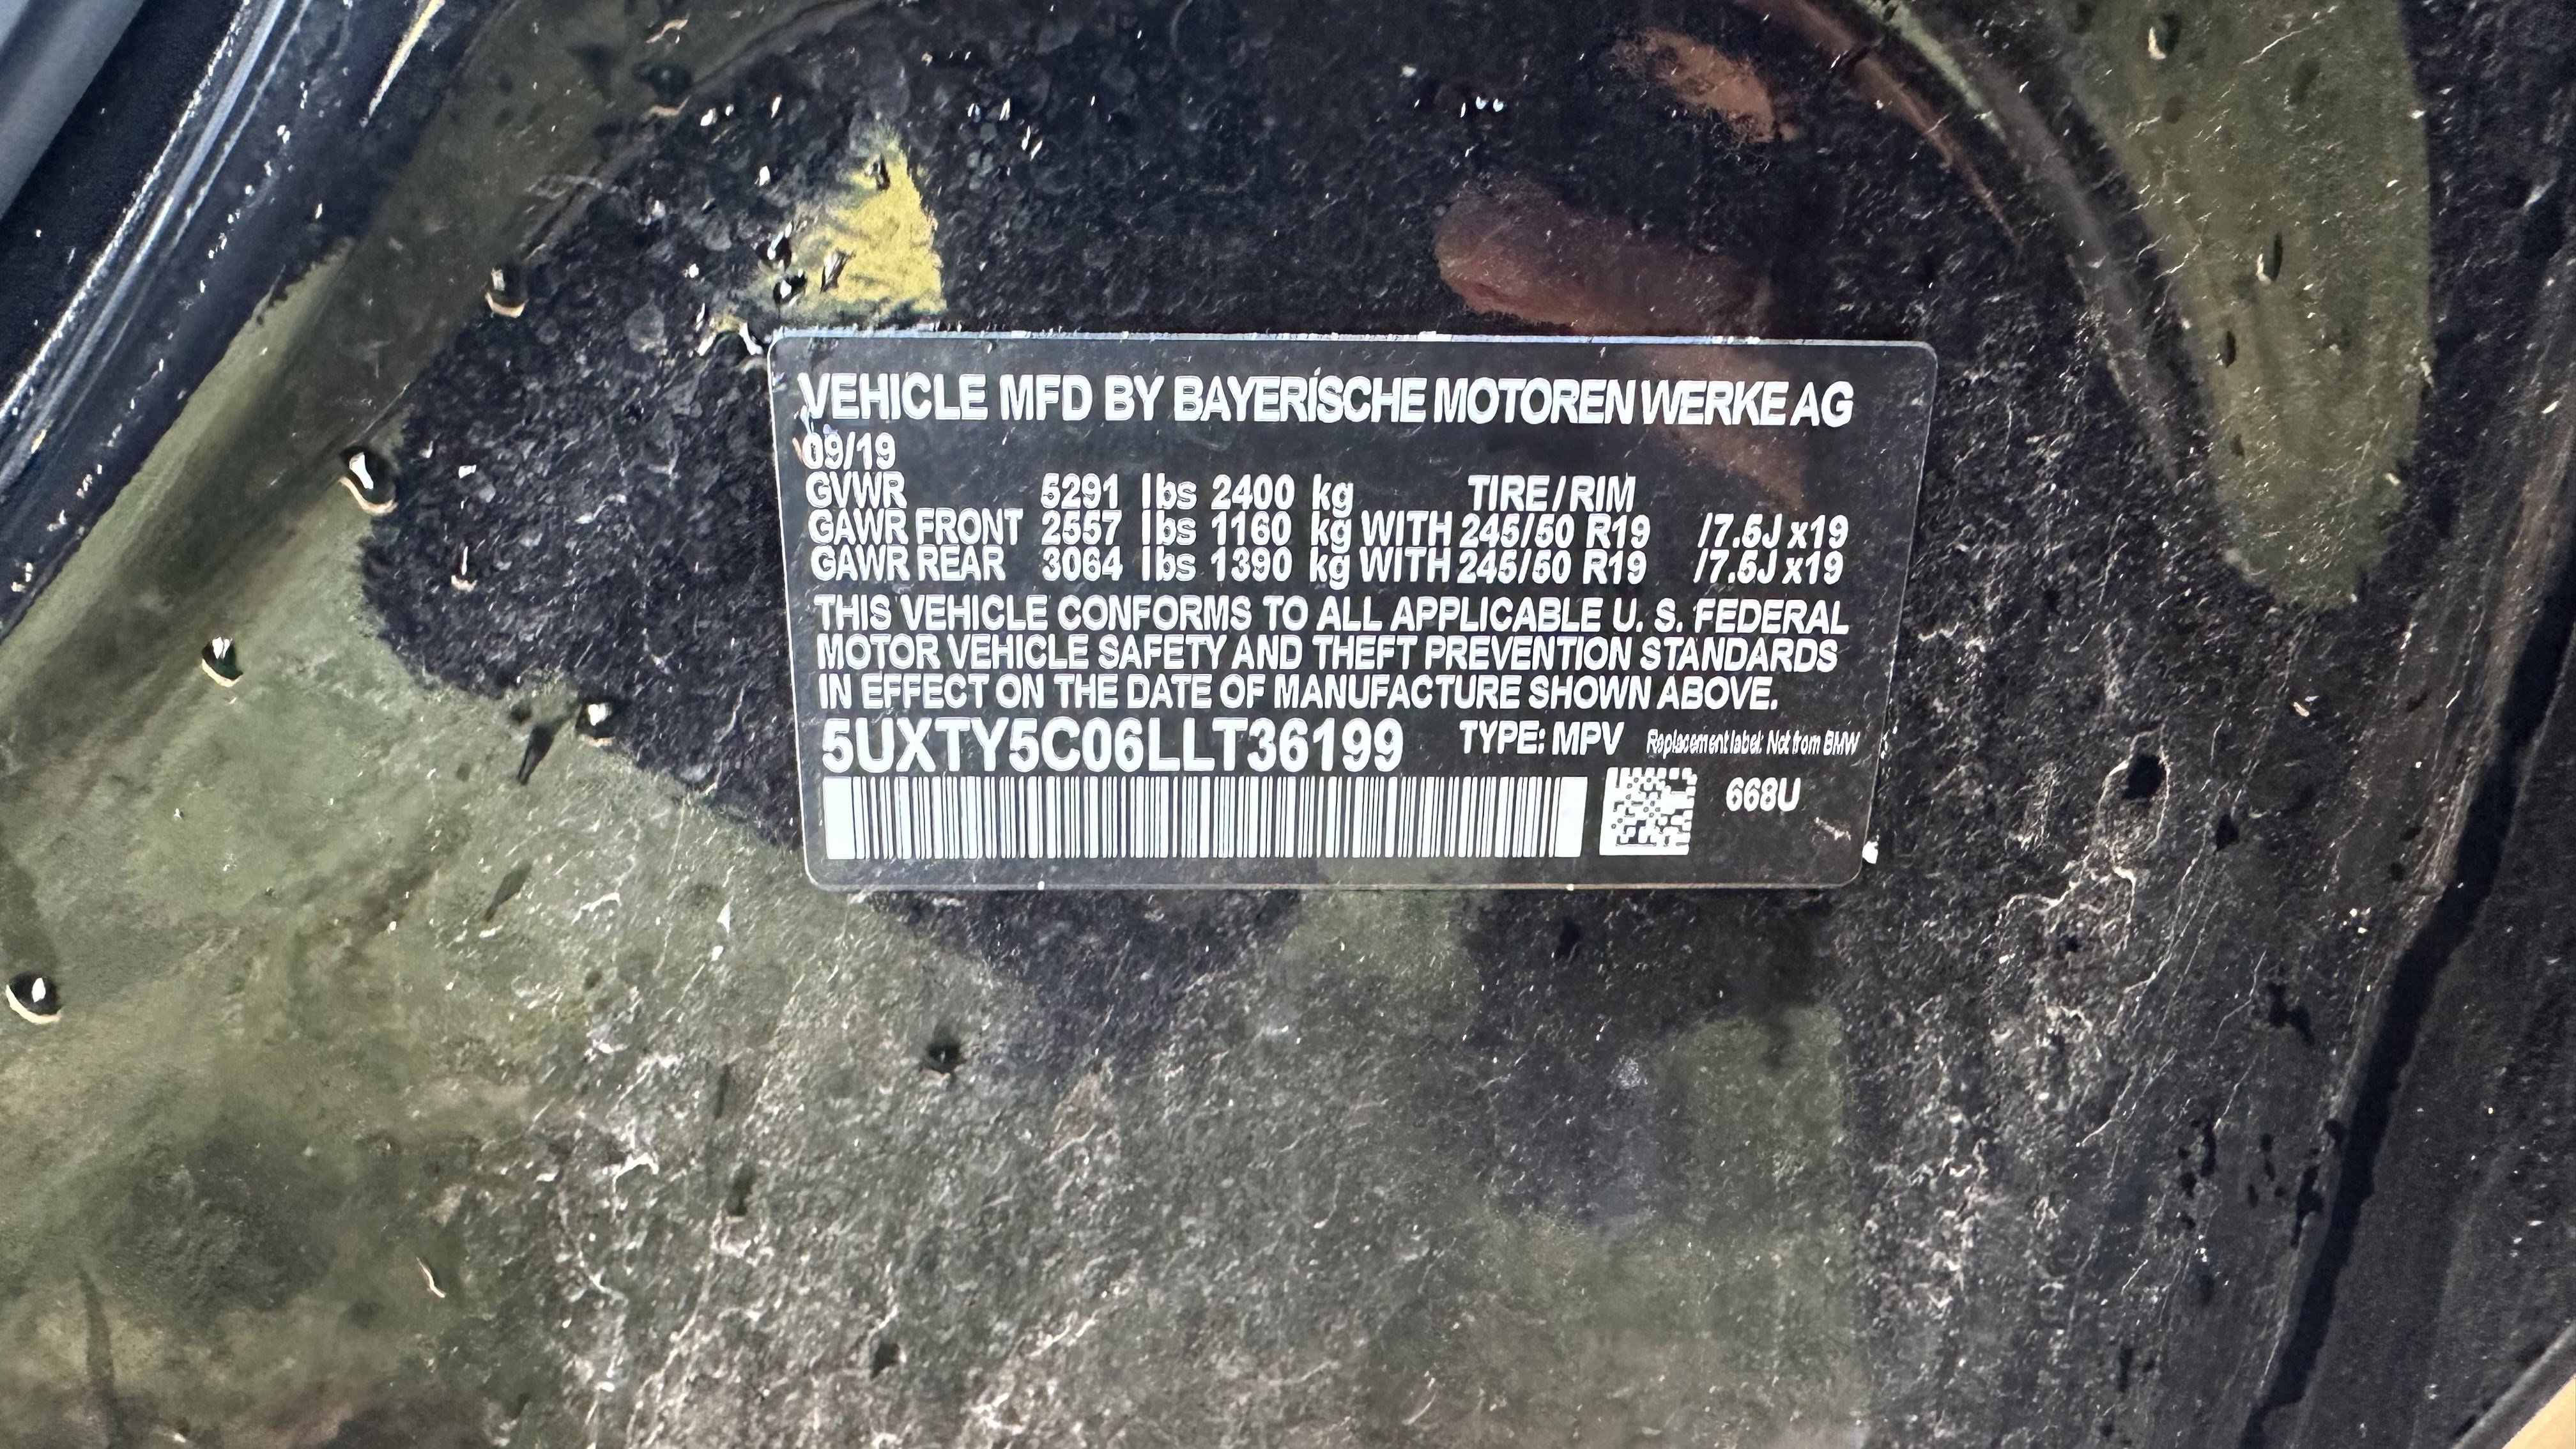 VEHICLE MFD BY BAYERÍSCHE MOTOREN WERKE AG
09/19
GVWR 5291 lbs 2400 kg TIRE/RIM
GAWR FRONT 2557 lbs 1160 kg WITH 245/50 R19 /7.5J x19
GAWR REAR 3064 lbs 1390 kg WITH 245/50 R19 /7.5J x19
THIS VEHICLE CONFORMS TO ALL APPLICABLE U. S. FEDERAL
MOTOR VEHICLE SAFETY AND THEFT PREVENTION STANDARDS
IN EFFECT ON THE DATE OF MANUFACTURE SHOWN ABOVE.
5UXTY5C06LLT36199 TYPE: MPV Replacement label: Not from BMW
668U